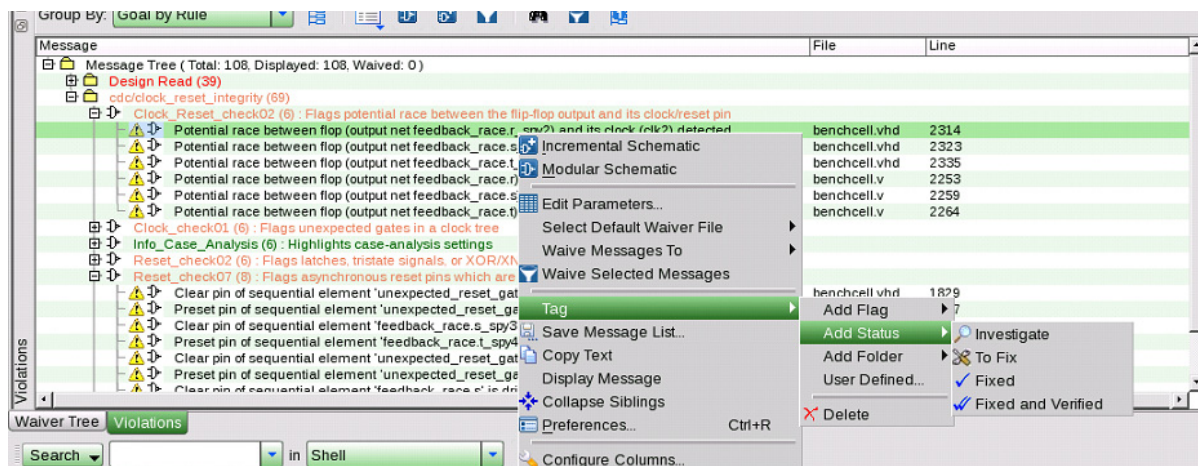 Group By: Goal by Rule
Message File Line
Message Tree ( Total: 108, Displayed: 108, Waived: 0 )
Design Read (39)
cdc/clock_reset_integrity (69)
Clock_Reset_check02 (6) : Flags potential race between the flip-flop output and its clock/reset pin
Potential race between flop (output net feedback_race.r_spy2) and its clock (clk2) detected benchcell.vhd 2314
Potential race between flop (output net feedback_race.s benchcell.vhd 2323
Potential race between flop (output net feedback_race.t_ benchcell.vhd 2335
Potential race between flop (output net feedback_race.r) benchcell.v 2253
Potential race between flop (output net feedback_race.s benchcell.v 2259
Potential race between flop (output net feedback_race.t) benchcell.v 2264
Clock_check01 (6) : Flags unexpected gates in a clock tree
Info_Case_Analysis (6) : Highlights case-analysis settings
Reset_check02 (6) : Flags latches, tristate signals, or XOR/XN
Reset_check07 (8) : Flags asynchronous reset pins which are
Clear pin of sequential element 'unexpected_reset_gat benchcell.vhd 1829
Preset pin of sequential element 'unexpected_reset_ga 7
Clear pin of sequential element 'feedback_race.s_spy3
Preset pin of sequential element 'feedback_race.t_spy4
Clear pin of sequential element 'unexpected_reset_gat
Preset pin of sequential element 'unexpected_reset_ga
Clear pin of sequential element 'feedback_race.s' is dri
Incremental Schematic
Modular Schematic
Edit Parameters...
Select Default Waiver File
Waive Messages To
Waive Selected Messages
Tag
Save Message List...
Copy Text
Display Message
Collapse Siblings
Preferences... Ctrl+R
Configure Columns...
Add Flag
Add Status
Add Folder
User Defined...
Delete
Investigate
To Fix
Fixed
Fixed and Verified
Violations
Waiver Tree Violations
Search in Shell